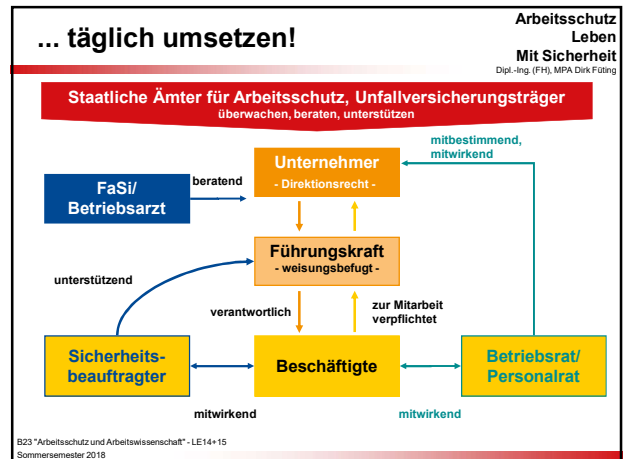 ... täglich umsetzen!
Arbeitsschutz
Leben
Mit Sicherheit
Dipl.-Ing. (FH), MPA Dirk Füting
Staatliche Ämter für Arbeitsschutz, Unfallversicherungsträger
überwachen, beraten, unterstützen
mitbestimmend,
mitwirkend
Unternehmer
- Direktionsrecht -
beratend
FaSi/
Betriebsarzt
Führungskraft
- weisungsbefugt -
unterstützend
verantwortlich
zur Mitarbeit
verpflichtet
Sicherheits-
beauftragter
Beschäftigte
Betriebsrat/
Personalrat
mitwirkend
mitwirkend
B23 "Arbeitsschutz und Arbeitswissenschaft" - LE14+15
Sommersemester 2018